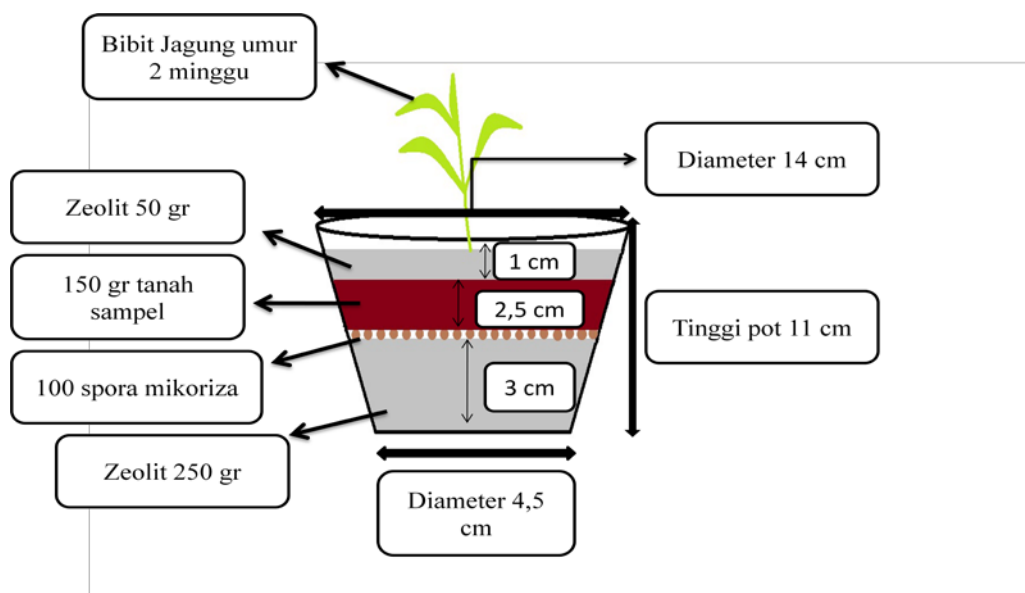 Bibit Jagung umur
2 minggu
Diameter 14 cm
Zeolit 50 gr
1 cm
150 gr tanah
sampel
2,5 cm
Tinggi pot 11 cm
100 spora mikoriza
3 cm
Zeolit 250 gr
Diameter 4,5
cm